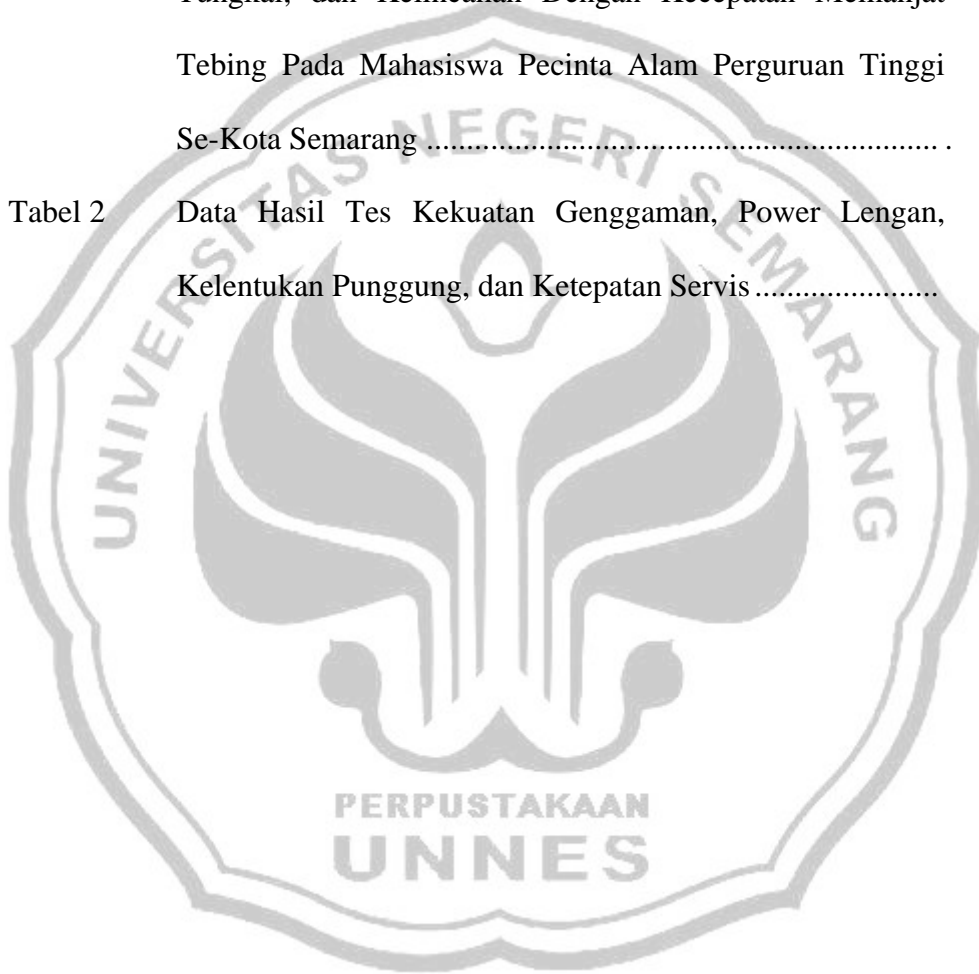 Tungkai, dan Kelincahan Dengan Kecepatan Memanjat
Tebing Pada Mahasiswa Pecinta Alam Perguruan Tinggi
Se-Kota Semarang ............................................................... .
Tabel 2 Data Hasil Tes Kekuatan Genggaman, Power Lengan,
Kelentukan Punggung, dan Ketepatan Servis .......................
UNIVERSITAS NEGERI SEMARANG
PERPUSTAKAAN
UNNES